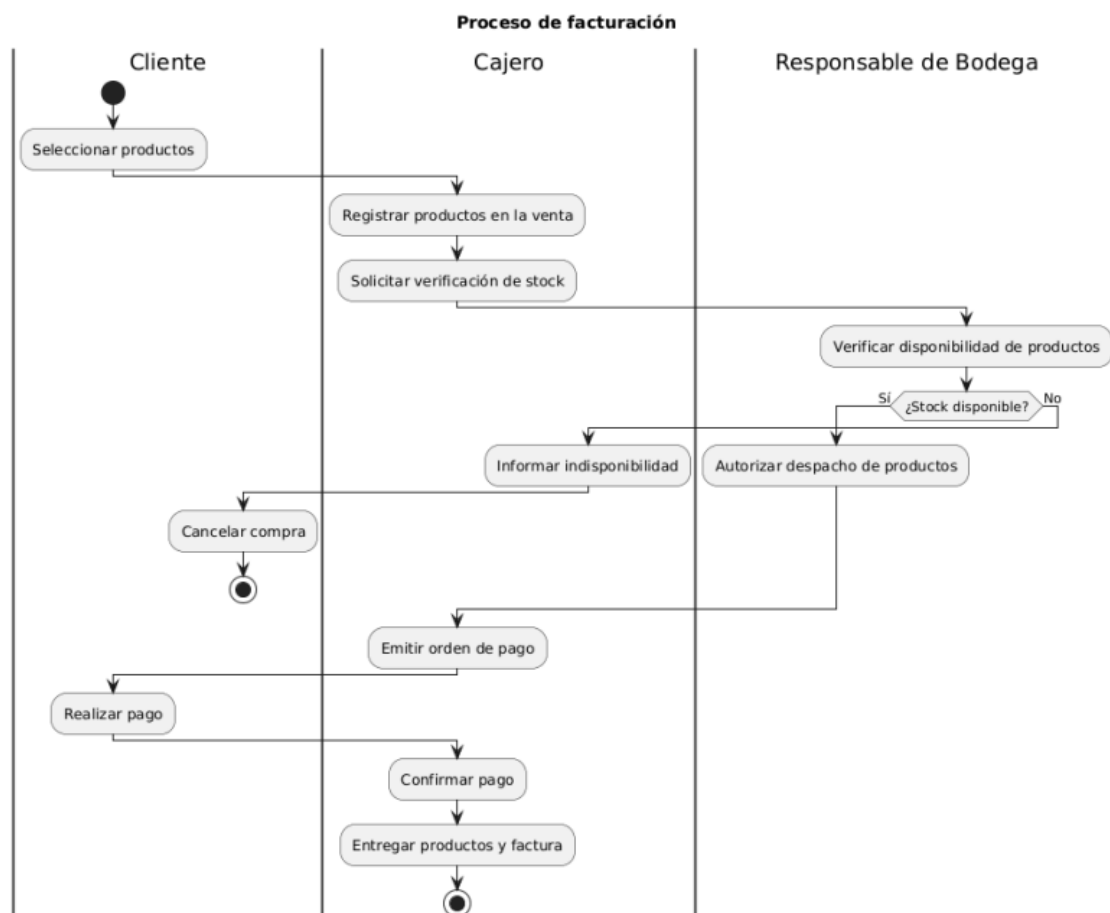 Proceso de facturación
Cliente
Cajero
Responsable de Bodega
Seleccionar productos
Registrar productos en la venta
Solicitar verificación de stock
Verificar disponibilidad de productos
Sí
¿Stock disponible?
No
Informar indisponibilidad
Autorizar despacho de productos
Cancelar compra
Emitir orden de pago
Realizar pago
Confirmar pago
Entregar productos y factura